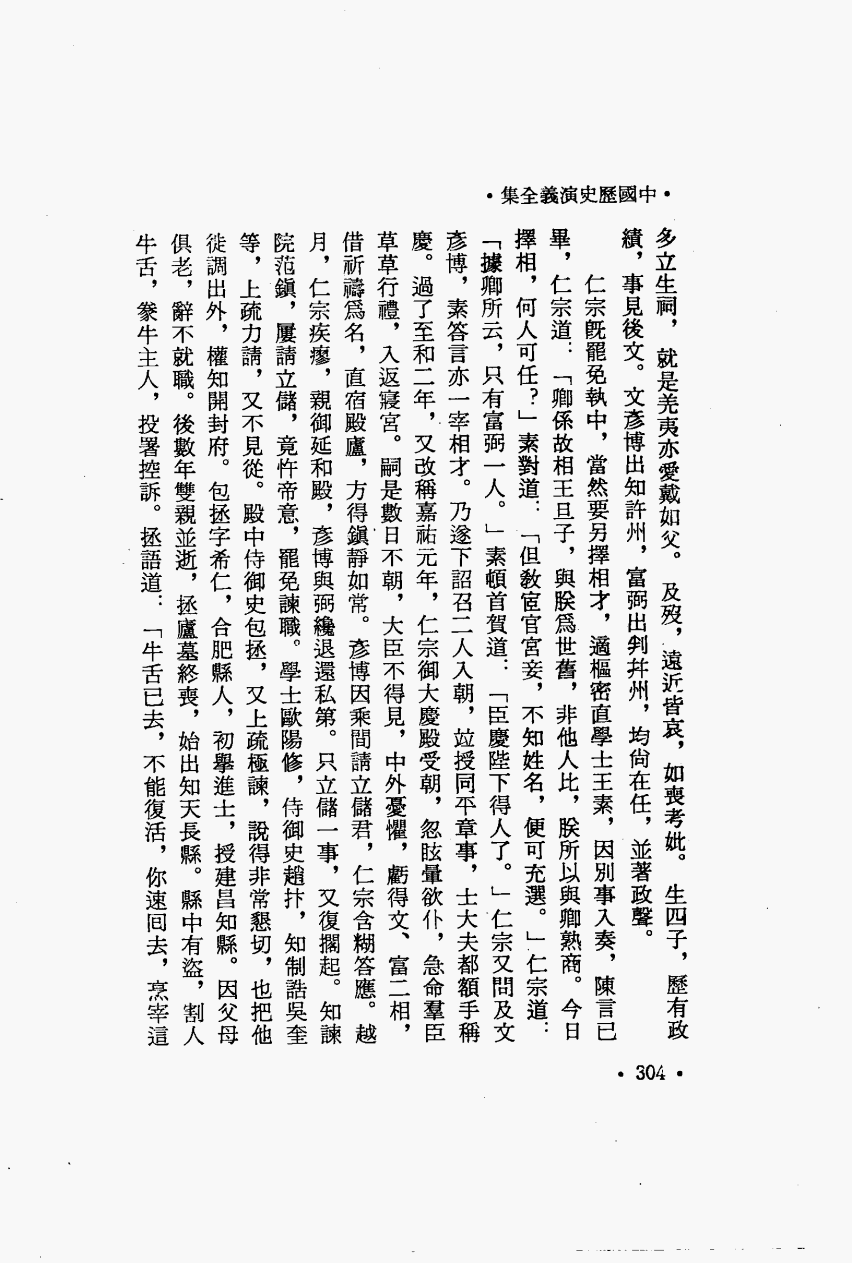 •中國歷史演義全集•
多立生祠，就是羌夷亦愛戴如父。及歿，遠近皆哀，如喪考妣。生四子，歷有政
績，事見後文。文彥博出知許州，富弼出判幷州，均尙在任，並著政聲。
仁宗旣罷免執中，當然要另擇相才，適樞密直學士王素，因別事入奏，陳言已
畢，仁宗道：「卿係故相王旦子，與朕爲世舊，非他人比，朕所以與卿熟商。今日
擇相，何人可任？」素對道：「但敎宦官宮妾，不知姓名，便可充選。」仁宗道：
「據卿所云，只有富弼一人。」素頓首賀道：「臣慶陛下得人了。」仁宗又問及文
彥博，素答言亦一宰相才。乃遂下詔召二人入朝，竝授同平章事，士大夫都額手稱
慶。過了至和二年，又改稱嘉祐元年，仁宗御大慶殿受朝，忽眩暈欲仆，急命羣臣
草草行禮，入返寢宮。嗣是數日不朝，大臣不得見，中外憂懼，虧得文、富二相，
借祈禱爲名，直宿殿廬，方得鎭靜如常。彥博因乘間請立儲君，仁宗含糊答應。越
月，仁宗疾瘳，親御延和殿，彥博與弼纔退還私第。只立儲一事，又復擱起。知諫
院范鎭，屢請立儲，竟忤帝意，罷免諫職。學士歐陽修，侍御史趙抃，知制誥吳奎
等，上疏力請，又不見從。殿中侍御史包拯，又上疏極諫，說得非常懇切，也把他
徙調出外，權知開封府。包拯字希仁，合肥縣人，初舉進士，授建昌知縣。因父母
俱老，辭不就職。後數年雙親並逝，拯廬墓終喪，始出知天長縣。縣中有盜，割人
牛舌，豢牛主人，投署控訴。拯語道：「牛舌已去，不能復活，你速回去，烹宰這
•304•